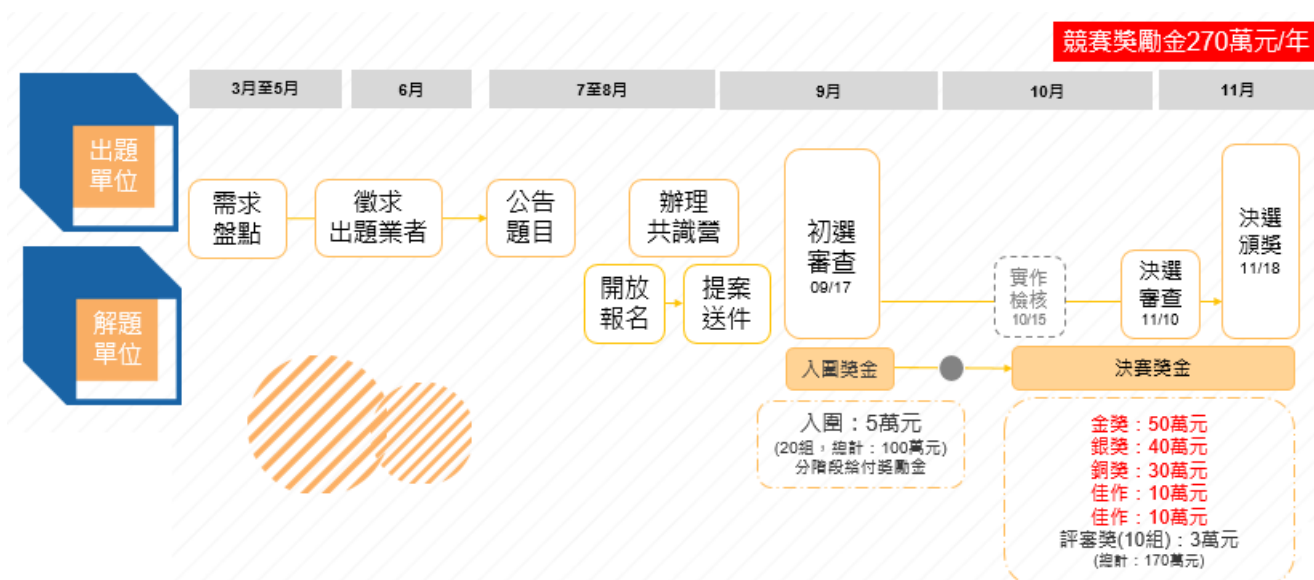 競賽獎勵金270萬元/年
3月至5月
6月
7至8月
9月
10月
11月
出題
單位
需求
盤點
徵求
出題業者
公告
題目
辦理
共識營
初選
審查
09/17
決選
頒獎
11/18
解題
單位
開放
報名
提案
送件
實作
檢核
10/15
決選
審查
11/10
入圍獎金
決賽獎金
入圍：5萬元
(20組，總計：100萬元)
分階段給付獎勵金
金獎：50萬元
銀獎：40萬元
銅獎：30萬元
佳作：10萬元
佳作：10萬元
評審獎(10組)：3萬元
(總計：170萬元)